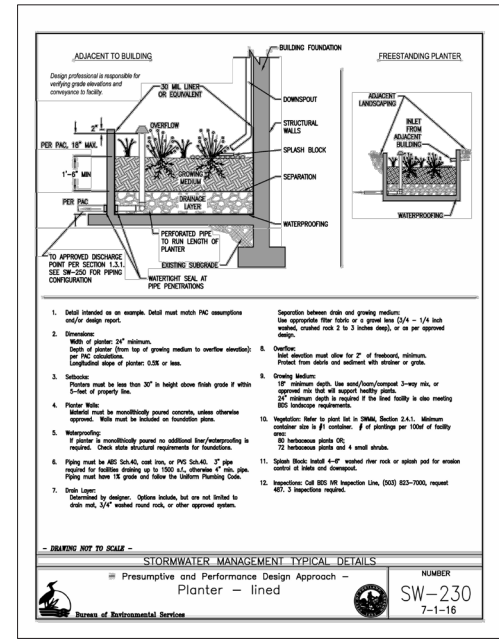 ADJACENT TO BUILDING
Design professional is responsible for
verifying grade elevations and
conveyance to facility.
30 MIL LINER
OR EQUIVALENT
BUILDING FOUNDATION
FREESTANDING PLANTER
2"
OVERFLOW
DOWNSPOUT
PER PAC, 18" MAX.
STRUCTURAL
WALLS
SPLASH BLOCK
1'-6" MIN
GROWING
MEDIUM
SEPARATION
DRAINAGE
LAYER
PER PAC
WATERPROOFING
PERFORATED PIPE
TO RUN LENGTH OF
PLANTER
EXISTING SUBGRADE
TO APPROVED DISCHARGE
POINT PER SECTION 1.3.1.
SEE SW-250 FOR PIPING
CONFIGURATION
WATERTIGHT SEAL AT
PIPE PENETRATIONS
ADJACENT
LANDSCAPING
INLET
FROM
ADJACENT
BUILDING
WATERPROOFING
1. Detail intended as an example. Detail must match PAC assumptions
and/or design report.
2. Dimensions:
Width of planter: 24" minimum.
Depth of planter (from top of growing medium to overflow elevation):
per PAC calculations.
Longitudinal slope of planter: 0.5% or less.
3. Setbacks:
Planters must be less than 30" in height above finish grade if within
5-feet of property line.
4. Planter Walls:
Material must be monolithically poured concrete, unless otherwise
approved. Walls must be included on foundation plans.
5. Waterproofing:
If planter is monolithically poured no additional liner/waterproofing is
required. Check state structural requirements for foundations.
6. Piping must be ABS Sch.40, cast iron, or PVS Sch.40. 3" pipe
required for facilities draining up to 1500 s.f., otherwise 4" min. pipe.
Piping must have 1% grade and follow the Uniform Plumbing Code.
7. Drain Layer:
Determined by designer. Options include, but are not limited to
drain mat, 3/4" washed round rock, or other approved system.
Separation between drain and growing medium:
Use appropriate filter fabric or a gravel lens (3/4 - 1/4 inch
washed, crushed rock 2 to 3 inches deep), or as per approved
design.
8. Overflow:
Inlet elevation must allow for 2" of freeboard, minimum.
Protect from debris and sediment with strainer or grate.
9. Growing Medium:
18" minimum depth. Use sand/loam/compost 3-way mix, or
approved mix that will support healthy plants.
24" minimum depth is required if the lined facility is also meeting
BDS landscape requirements.
10. Vegetation: Refer to plant list in SWMM, Section 2.4.1. Minimum
container size is #1 container. # of plantings per 100sf of facility
area:
80 herbaceous plants OR;
72 herbaceous plants and 4 small shrubs.
11. Splash Block: Install 4-6" washed river rock or splash pad for erosion
control at inlets and downspout.
12. Inspections: Call BDS IVR Inspection Line, (503) 823-7000, request
487. 3 inspections required.
- DRAWING NOT TO SCALE -
STORMWATER MANAGEMENT TYPICAL DETAILS
Presumptive and Performance Design Approach -
Planter - lined
NUMBER
SW-230
7-1-16
Bureau of Environmental Services